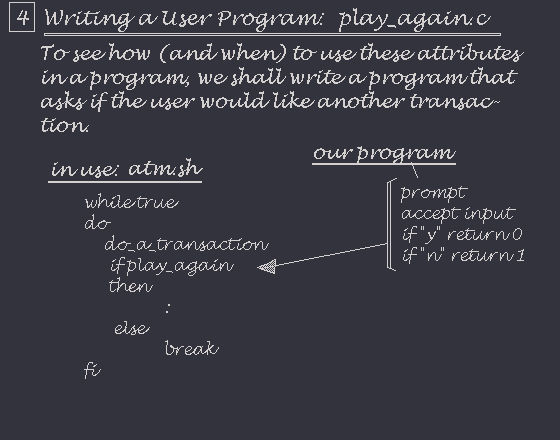 4 Writing a User Program: play_again.c
To see how (and when) to use these attributes
in a program, we shall write a program that
asks if the user would like another transac-
tion.
in use: atm.sh
while true
do
do_a_transaction
if play_again
then
:
else
break
fi
our program
prompt
accept input
if "y" return 0
if "n" return 1